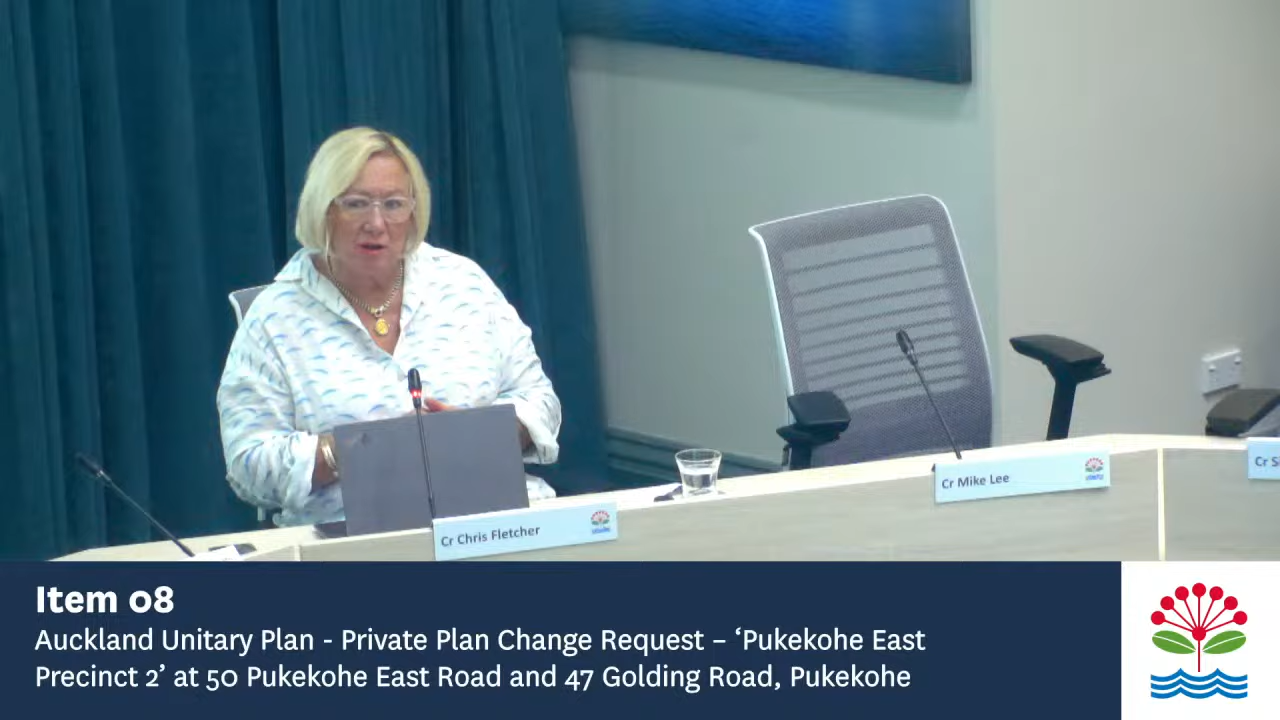 Cr Mike Lee
Cr S
Cr Chris Fletcher
Item 08
Auckland Unitary Plan - Private Plan Change Request – ‘Pukekohe East
Precinct 2’ at 50 Pukekohe East Road and 47 Golding Road, Pukekohe